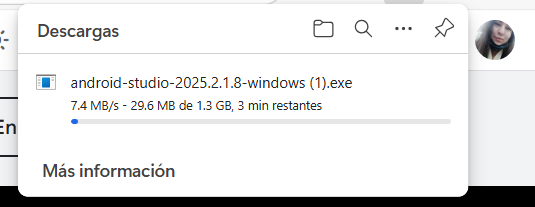 Descargas
android-studio-2025.2.1.8-windows (1).exe
7.4 MB/s - 29.6 MB de 1.3 GB, 3 min restantes
En
Más información